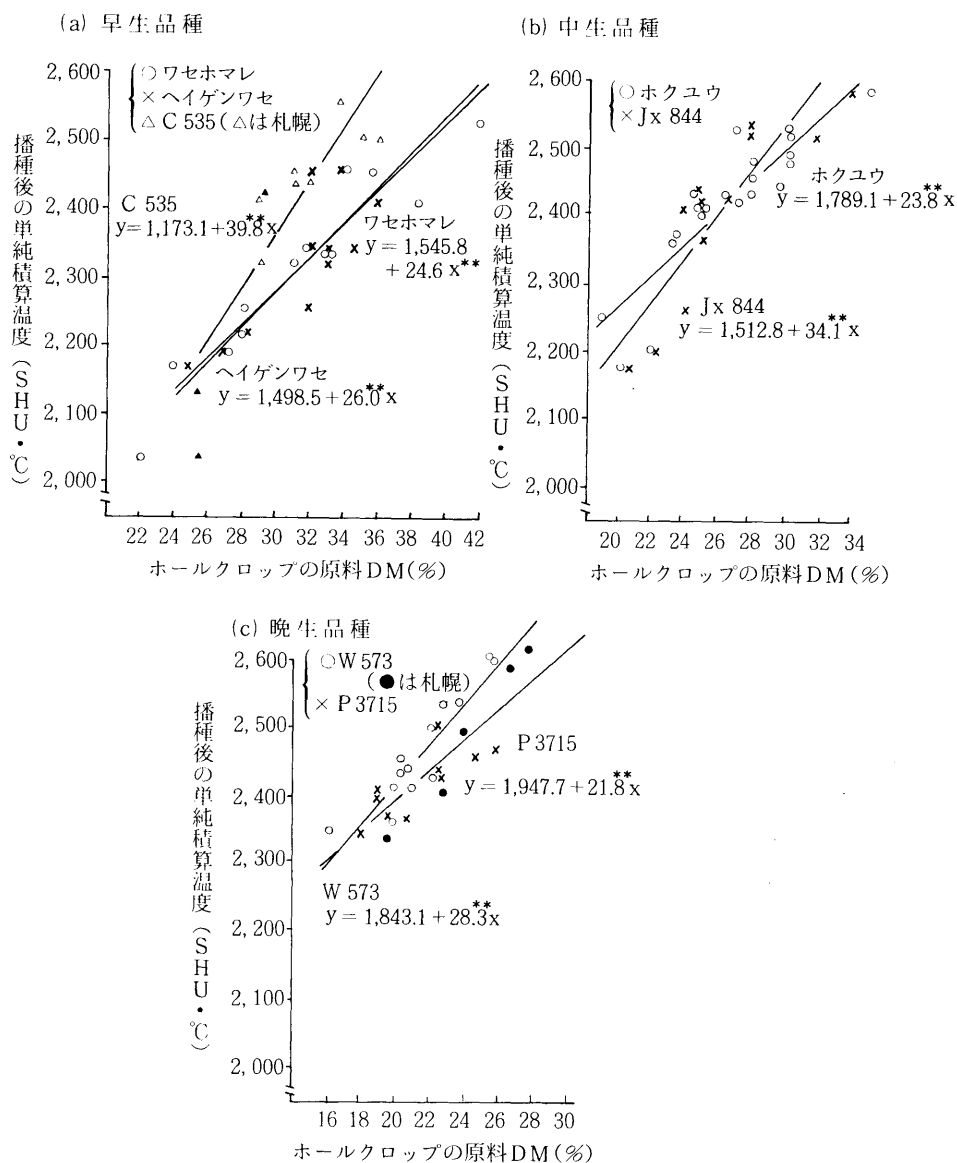 (a) 早生品種
2,600
2,500
2,400
2,300
2,200
2,100
2,000
播種後の単純積算温度(SHU・℃)
○ワセホマレ
×ヘイゲンワセ
△C 535(△は札幌)
C 535
y=1,173.1+39.8**x
ワセホマレ
y=1,545.8
+24.6 x**
ヘイゲンワセ
y=1,498.5+26.0**x
22 24 26 28 30 32 34 36 38 40 42
ホールクロップの原料DM(%)
(b) 中生品種
2,600
2,500
2,400
2,300
2,200
2,100
2,000
播種後の単純積算温度(SHU・℃)
○ホクユウ
×Jx 844
ホクユウ
y=1,789.1+23.8**x
Jx 844
y=1,512.8+34.1**x
20 22 24 26 28 30 32 34
ホールクロップの原料DM(%)
(c) 晩生品種
2,600
2,500
2,400
2,300
2,200
2,100
2,000
播種後の単純積算温度(SHU・℃)
○W 573
(●は札幌)
×P 3715
P 3715
y=1,947.7+21.8**x
W 573
y=1,843.1+28.3**x
16 18 20 22 24 26 28 30
ホールクロップの原料DM(%)